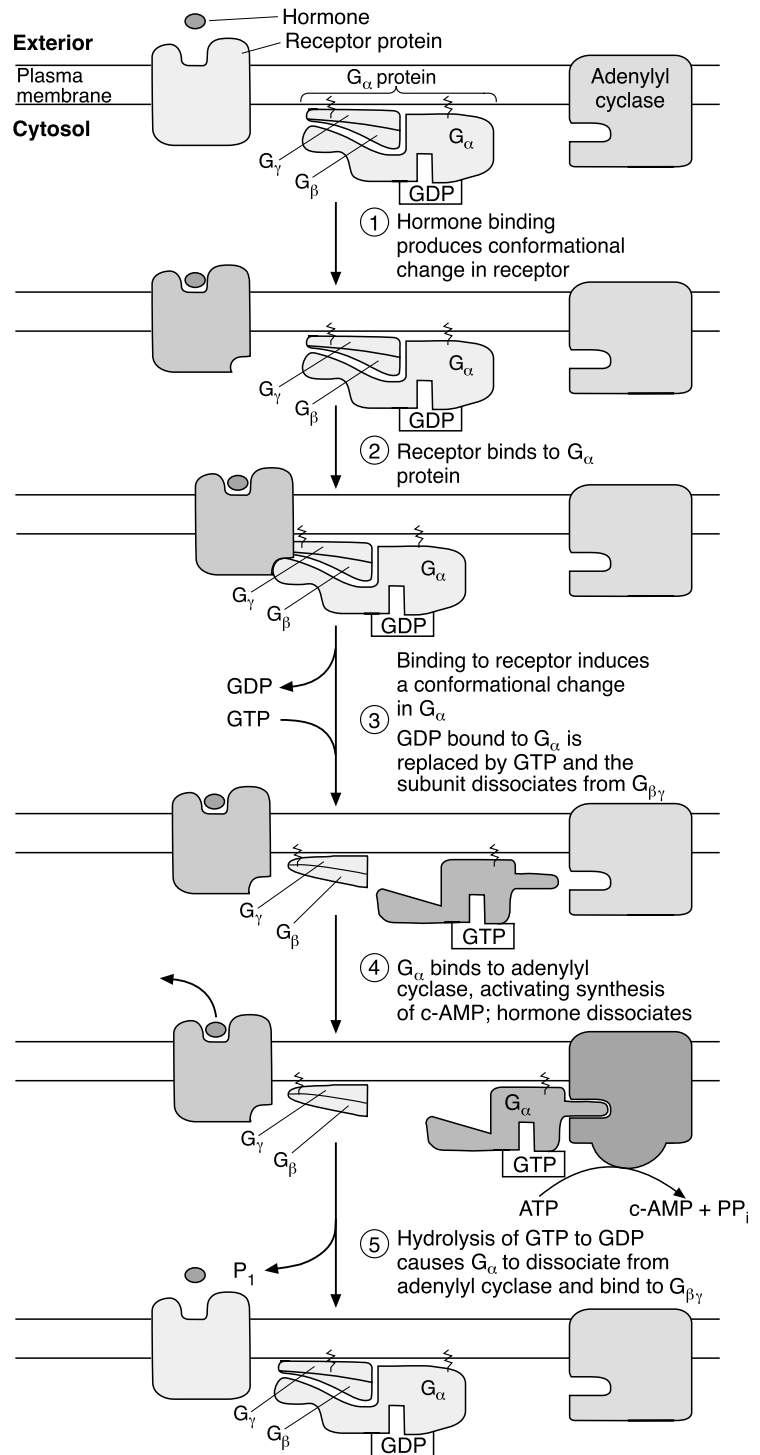 Hormone
Exterior
Receptor protein
Plasma
membrane
Gα protein
Adenylyl
cyclase
Cytosol
Gα
Gγ
Gβ
GDP
1 Hormone binding
produces conformational
change in receptor
Gα
Gγ
Gβ
GDP
2 Receptor binds to Gα
protein
Gα
Gγ
Gβ
GDP
Binding to receptor induces
a conformational change
in Gα
GDP
GTP
3
GDP bound to Gα is
replaced by GTP and the
subunit dissociates from Gβγ
Gγ
Gβ
GTP
4 Gα binds to adenylyl
cyclase, activating synthesis
of c-AMP; hormone dissociates
Gα
Gγ
Gβ
GTP
ATP
c-AMP + PPi
5 Hydrolysis of GTP to GDP
causes Gα to dissociate from
adenylyl cyclase and bind to Gβγ
P1
Gα
Gγ
Gβ
GDP